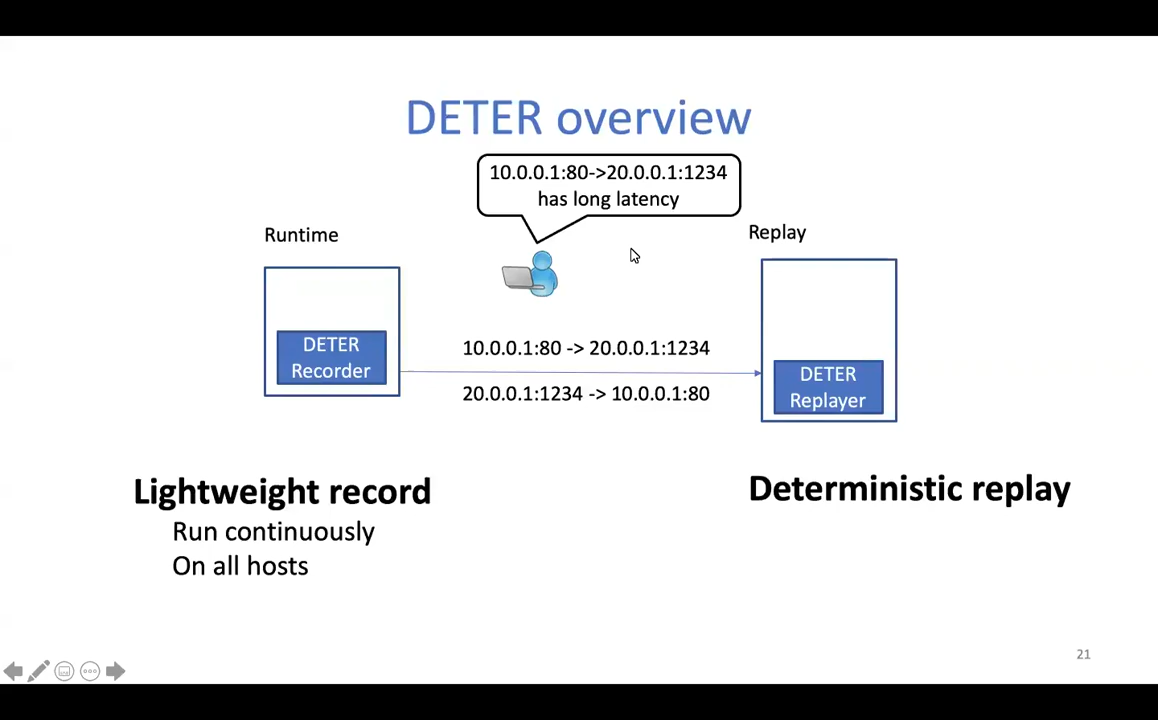 DETER overview
10.0.0.1:80->20.0.0.1:1234
has long latency
Runtime
Replay
DETER
Recorder
10.0.0.1:80 -> 20.0.0.1:1234
20.0.0.1:1234 -> 10.0.0.1:80
DETER
Replayer
Lightweight record
Run continuously
On all hosts
Deterministic replay
21